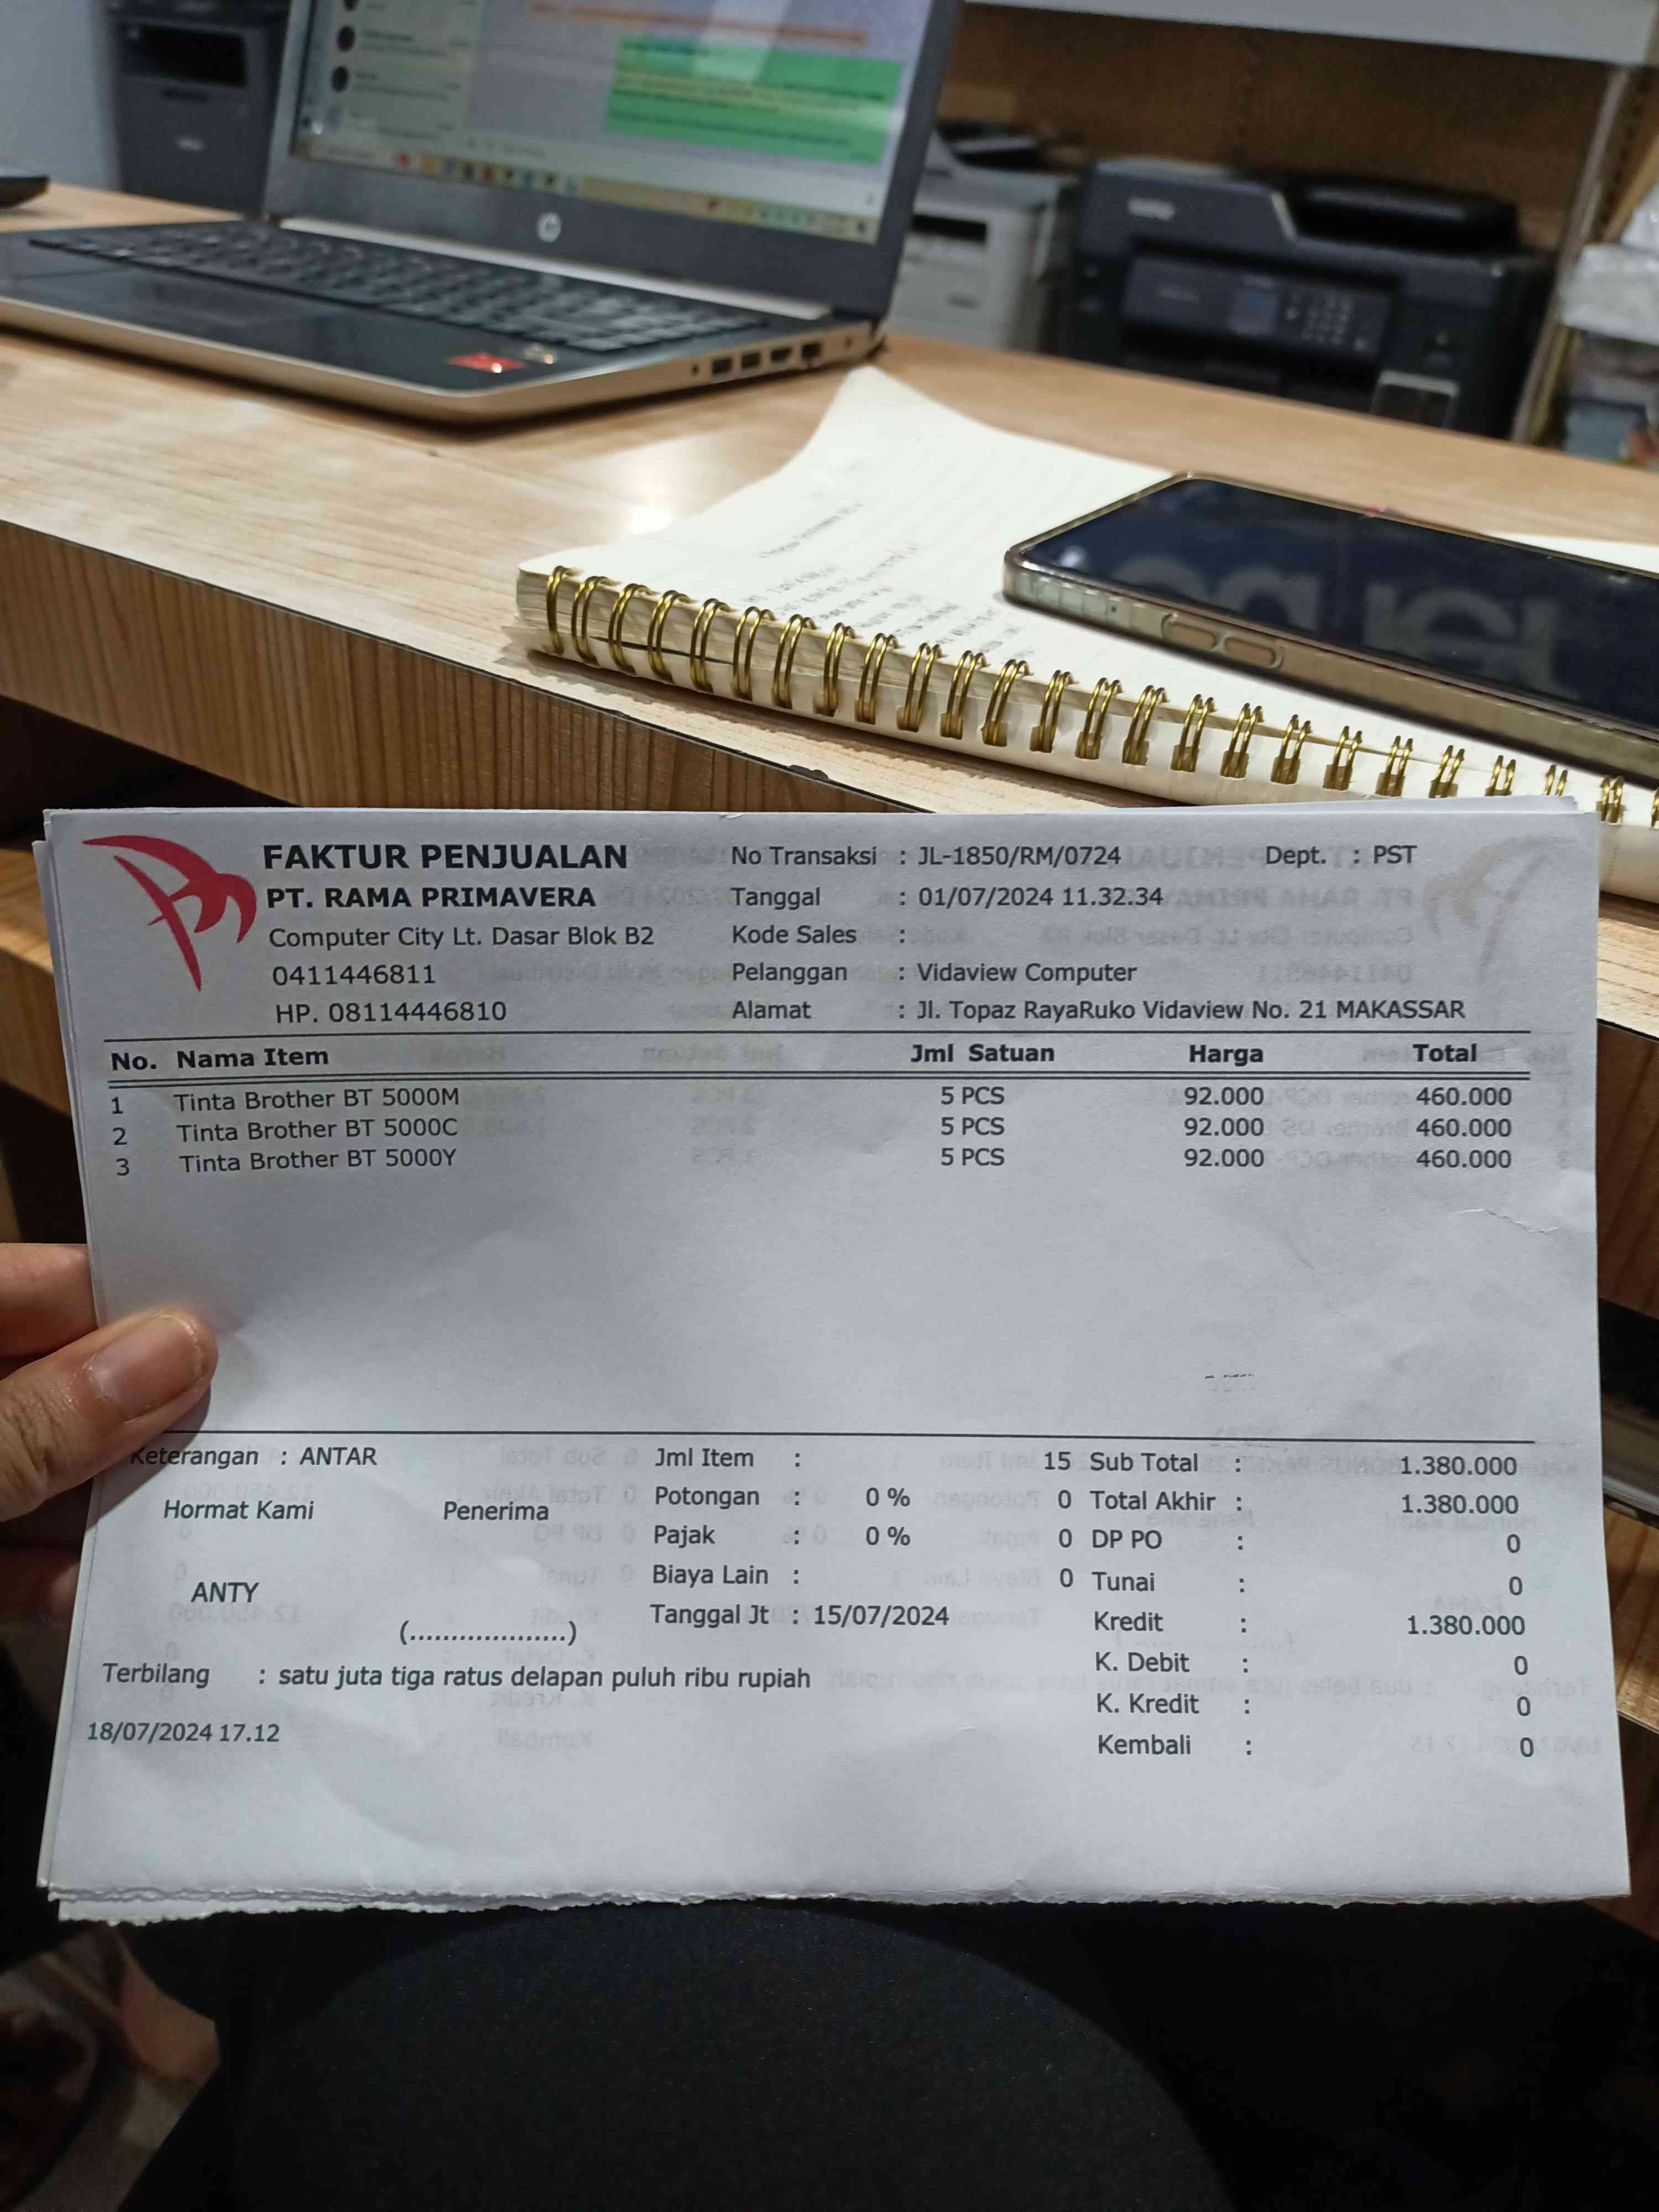 FAKTUR PENJUALAN
PT. RAMA PRIMAVERA
Computer City Lt. Dasar Blok B2
0411446811
HP. 08114446810
No Transaksi : JL-1850/RM/0724 Dept. : PST
Tanggal : 01/07/2024 11.32.34
Kode Sales :
Pelanggan : Vidaview Computer
Alamat : Jl. Topaz RayaRuko Vidaview No. 21 MAKASSAR
No. Nama Item Jml Satuan Harga Total
1 Tinta Brother BT 5000M 5 PCS 92.000 460.000
2 Tinta Brother BT 5000C 5 PCS 92.000 460.000
3 Tinta Brother BT 5000Y 5 PCS 92.000 460.000
Keterangan : ANTAR
Hormat Kami Penerima
ANTY
(...................)
Jml Item : 15
Potongan : 0 % 0
Pajak : 0 % 0
Biaya Lain : 0
Tanggal Jt : 15/07/2024
Sub Total : 1.380.000
Total Akhir : 1.380.000
DP PO : 0
Tunai : 0
Kredit : 1.380.000
K. Debit : 0
K. Kredit : 0
Kembali : 0
Terbilang : satu juta tiga ratus delapan puluh ribu rupiah
18/07/2024 17.12